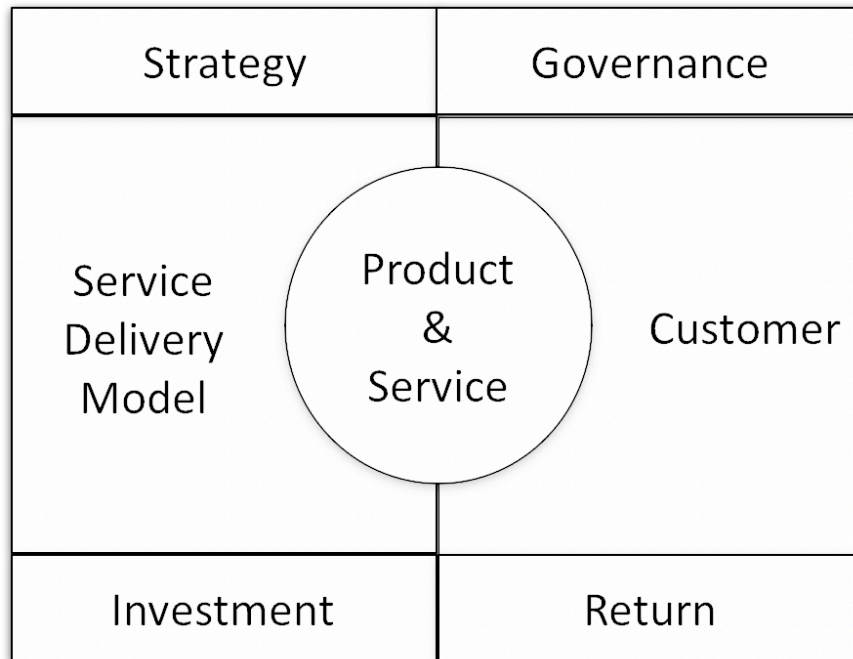 Strategy
Governance
Service
Delivery
Model
Product
&
Service
Customer
Investment
Return